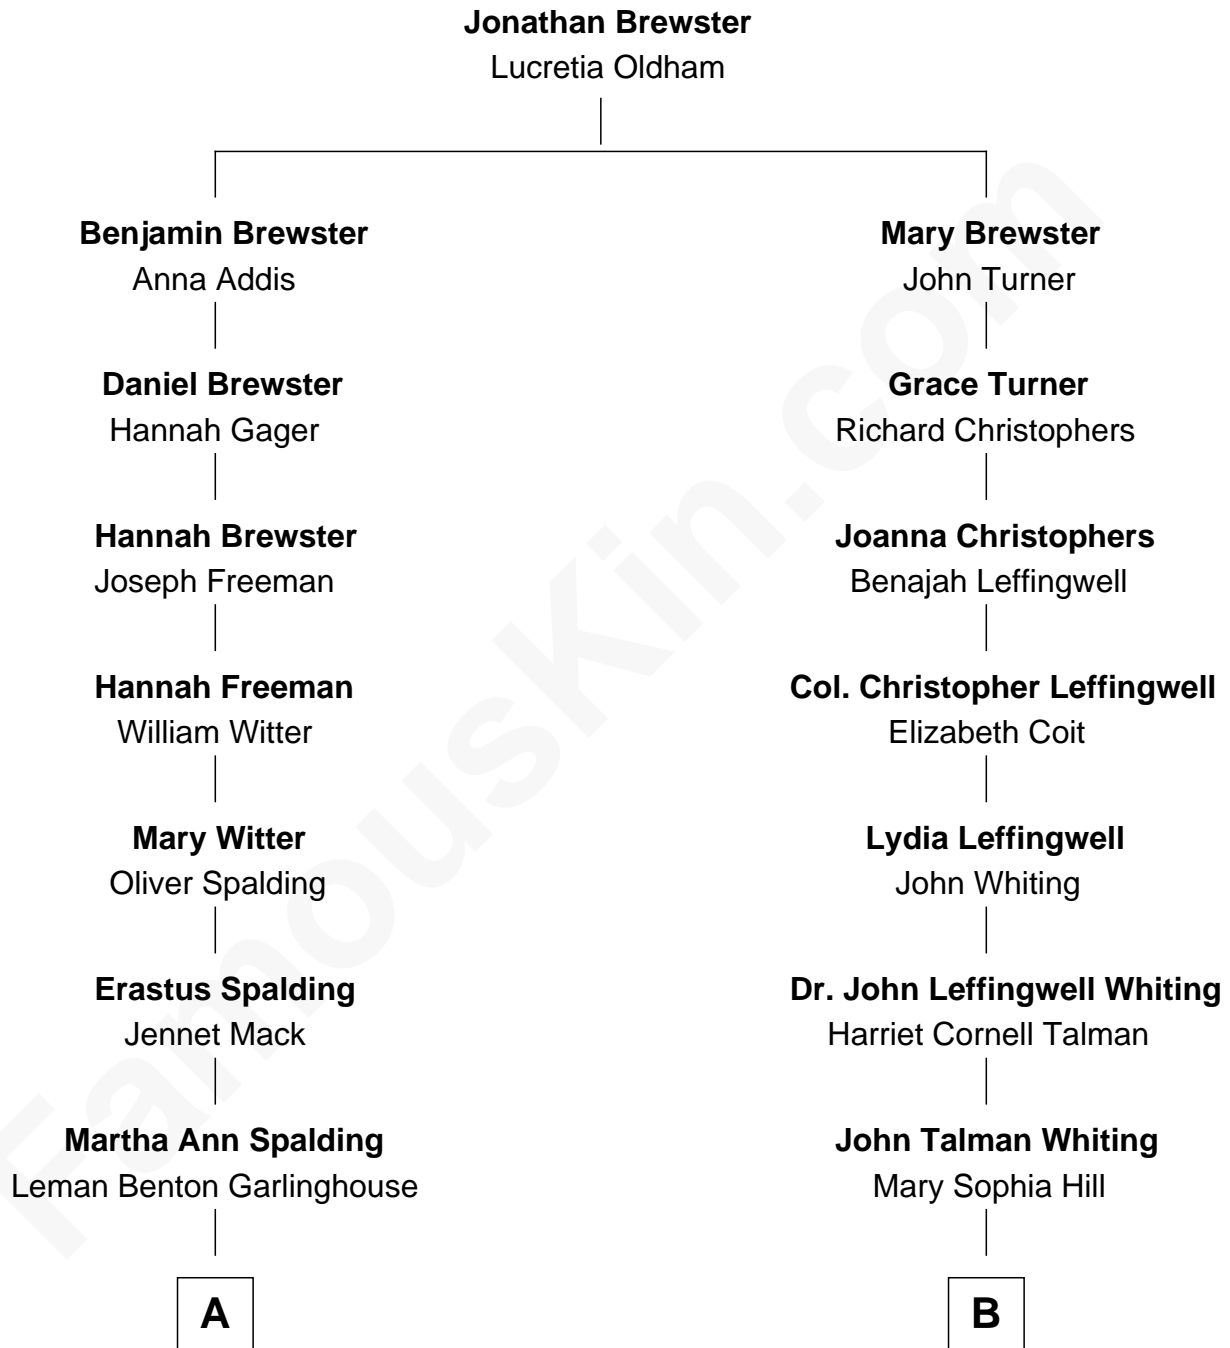 Jonathan Brewster
Lucretia Oldham
Benjamin Brewster
Anna Addis
Mary Brewster
John Turner
Daniel Brewster
Hannah Gager
Grace Turner
Richard Christophers
Hannah Brewster
Joseph Freeman
Joanna Christophers
Benajah Leffingwell
Hannah Freeman
William Witter
Col. Christopher Leffingwell
Elizabeth Coit
Mary Witter
Oliver Spalding
Lydia Leffingwell
John Whiting
Erastus Spalding
Jennet Mack
Dr. John Leffingwell Whiting
Harriet Cornell Talman
Martha Ann Spalding
Leman Benton Garlinghouse
John Talman Whiting
Mary Sophia Hill
A
B
FamousKin.com